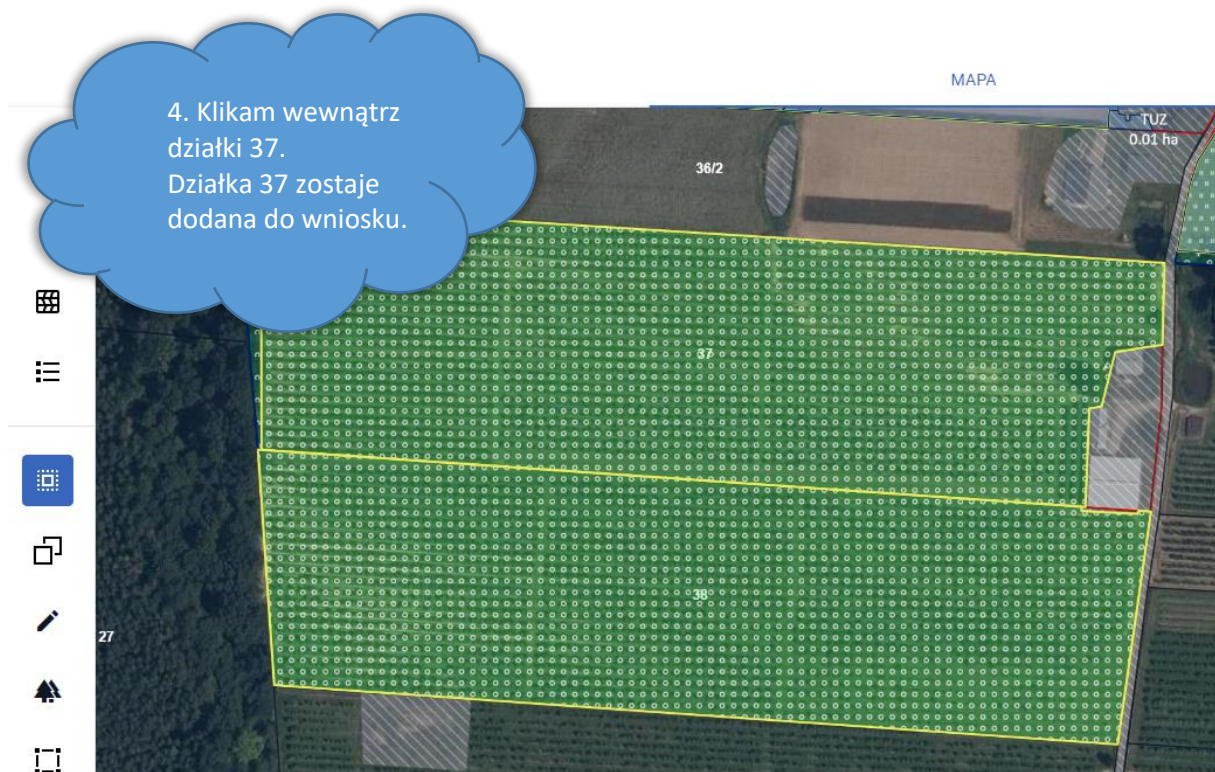 MAPA
4. Klikam wewnątrz
działki 37.
Działka 37 zostaje
dodana do wniosku.
TUZ
0.01 ha
36/2
37
38
27